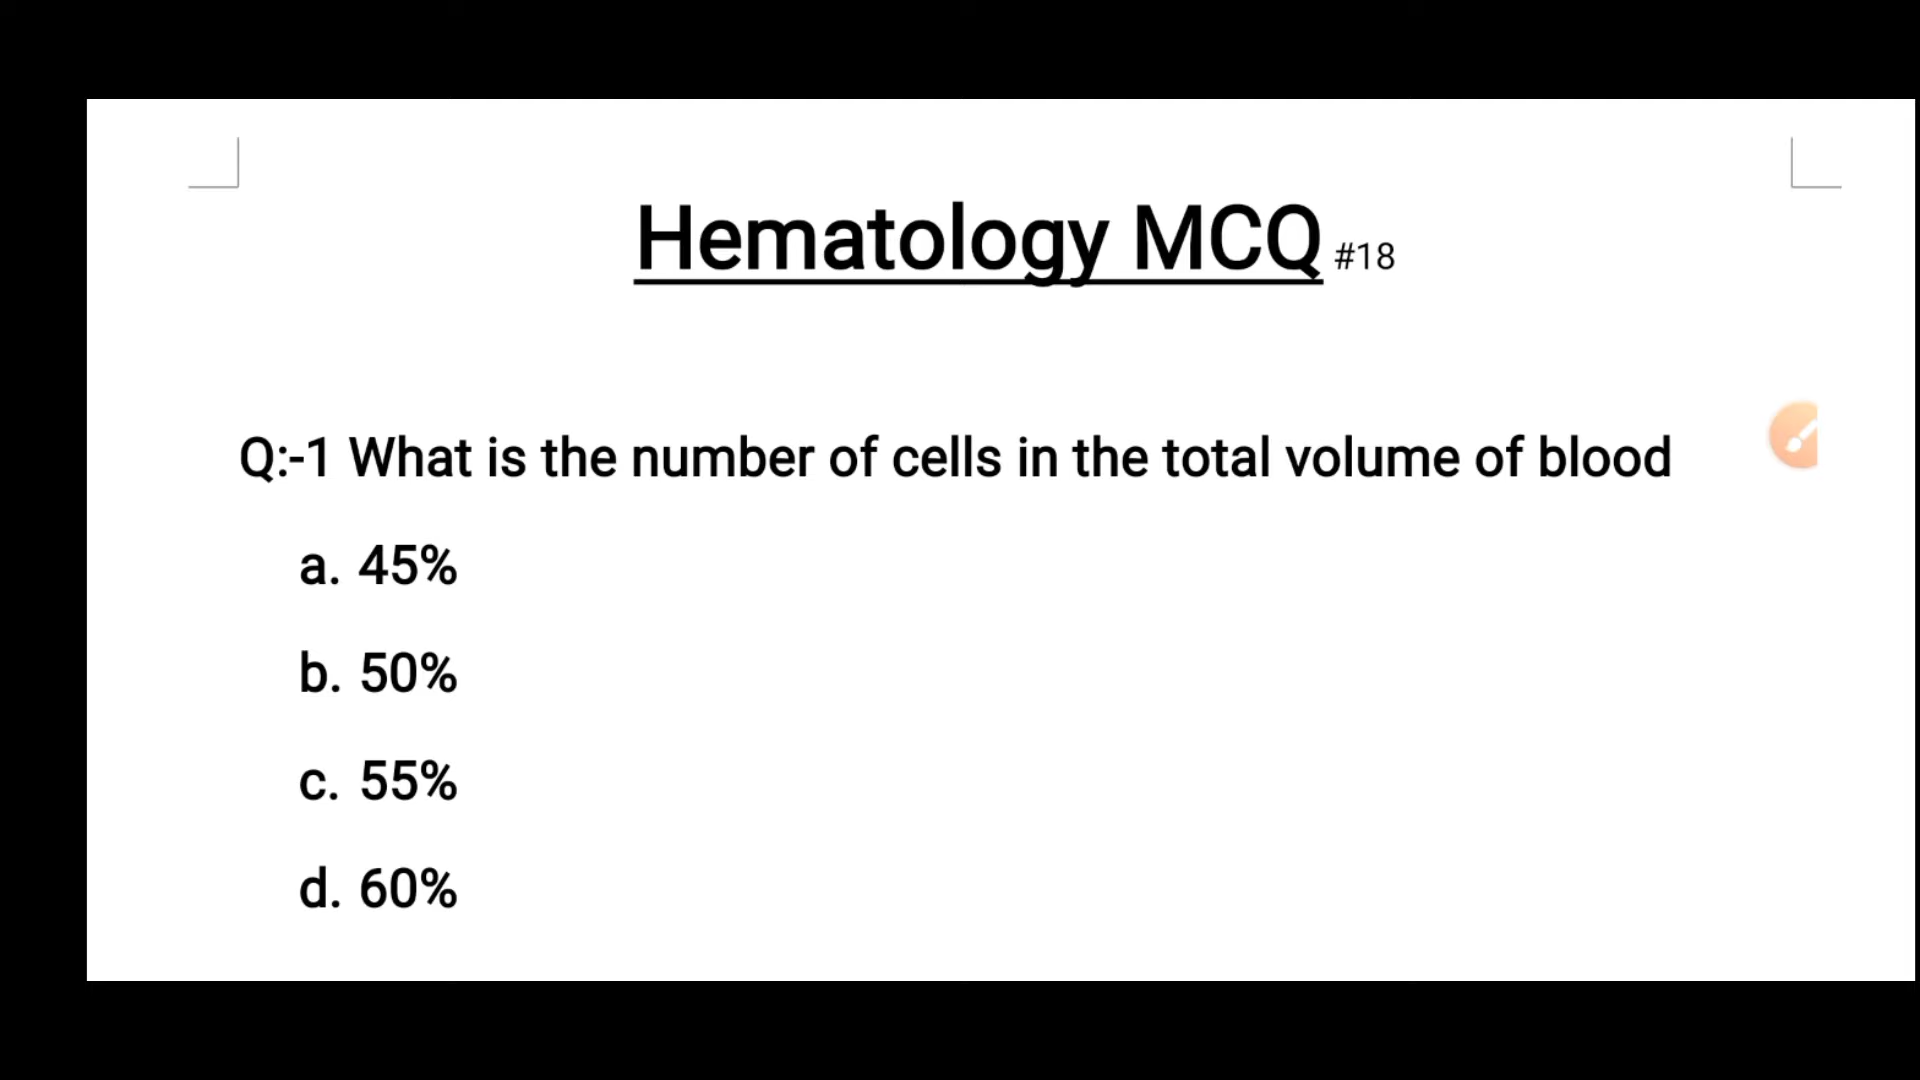 Hematology MCQ #18
Q:-1 What is the number of cells in the total volume of blood
a. 45%
b. 50%
c. 55%
d. 60%